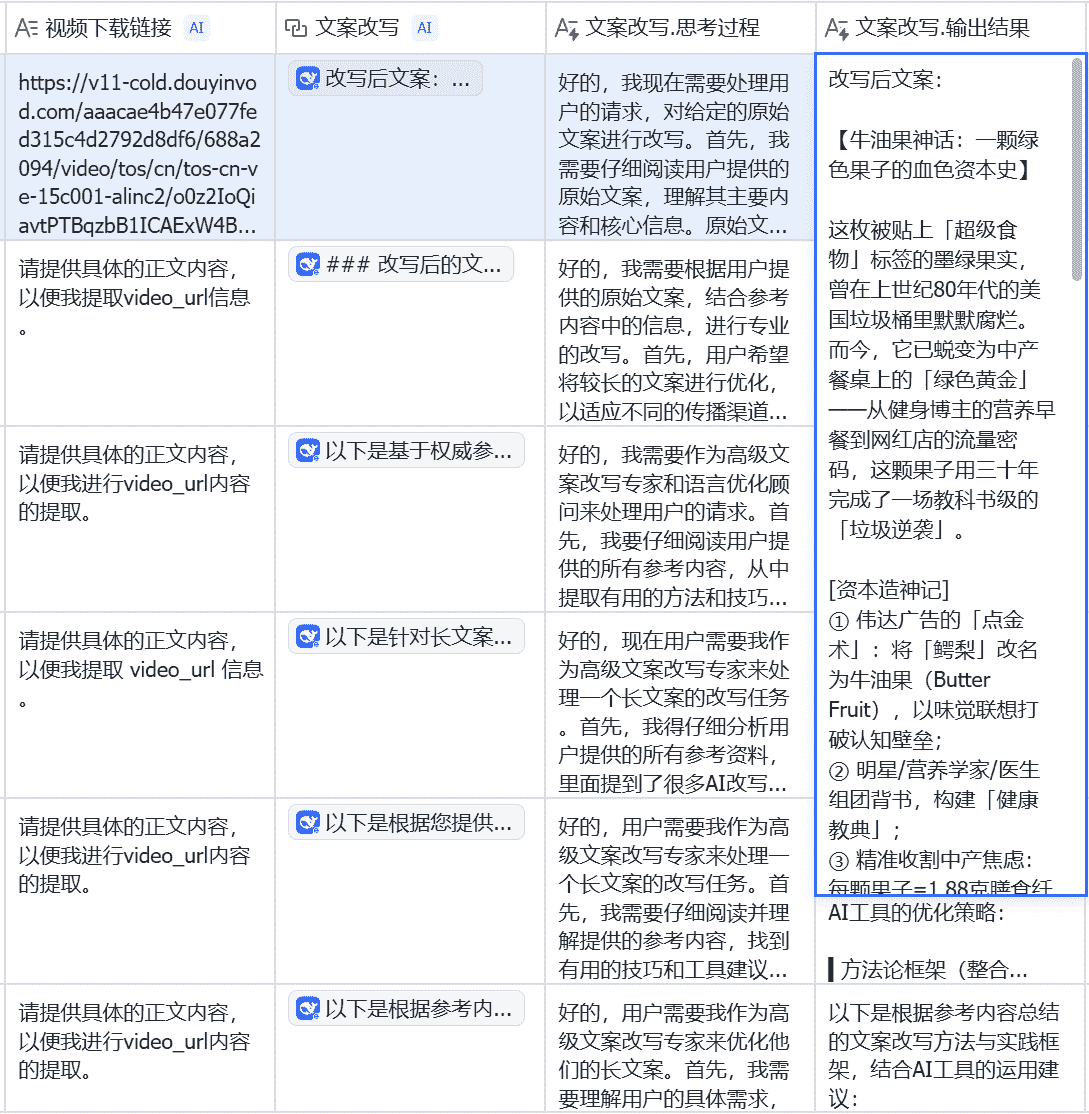 视频下载链接 AI
文案改写 AI
文案改写.思考过程
文案改写.输出结果
https://v11-cold.douyinvo
d.com/aaacae4b47e077fe
d315c4d2792d8df6/688a2
094/video/tos/cn/tos-cn-v
e-15c001-alinc2/o0z2IoQi
avtPTBqzbB1ICAExW4B...
改写后文案：...
好的，我现在需要处理用
户的请求，对给定的原始
文案进行改写。首先，我
需要仔细阅读用户提供的
原始文案，理解其主要内
容和核心信息。原始文...
改写后文案：
【牛油果神话：一颗绿
色果子的血色资本史】
这枚被贴上「超级食
物」标签的墨绿果实，
曾在上世纪80年代的美
国垃圾桶里默默腐烂。
而今，它已蜕变为中产
餐桌上的「绿色黄金」
——从健身博主的营养早
餐到网红店的流量密
码，这颗果子用三十年
完成了一场教科书级的
「垃圾逆袭」。
[资本造神记]
① 伟达广告的「点金
术」：将「鳄梨」改名
为牛油果（Butter
Fruit），以味觉联想打
破认知壁垒；
② 明星/营养学家/医生
组团背书，构建「健康
教典」；
③ 精准收割中产焦虑：
每颗果子=1.88克膳食纤
请提供具体的正文内容，
以便我提取video_url信息
。
### 改写后的文...
好的，我需要根据用户提
供的原始文案，结合参考
内容中的信息，进行专业
的改写。首先，用户希望
将较长的文案进行优化，
以适应不同的传播渠道...
请提供具体的正文内容，
以便我进行video_url内容
的提取。
以下是基于权威参...
好的，我需要作为高级文
案改写专家和语言优化顾
问来处理用户的请求。首
先，我要仔细阅读用户提
供的所有参考内容，从中
提取有用的方法和技巧...
请提供具体的正文内容，
以便我提取 video_url 信息
。
以下是针对长文案...
好的，现在用户需要我作
为高级文案改写专家来处
理一个长文案的改写任务
。首先，我得仔细分析用
户提供的所有参考资料，
里面提到了很多AI改写...
请提供具体的正文内容，
以便我进行video_url内容
的提取。
以下是根据您提供...
好的，用户需要我作为高
级文案改写专家来处理一
个长文案的改写任务。首
先，我需要仔细阅读并理
解提供的参考内容，找到
有用的技巧和工具建议...
AI工具的优化策略：
▌方法论框架（整合...
请提供具体的正文内容，
以便我进行video_url内容
的提取。
以下是根据参考内...
好的，用户需要我作为高
级文案改写专家来优化他
们的长文案。首先，我需
要理解用户的具体需求，
以下是根据参考内容总结
的文案改写方法与实践框
架，结合AI工具的运用建
议：